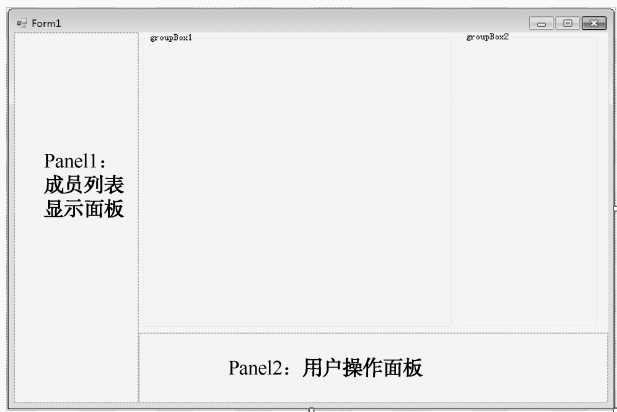 Form1
groupBox1
groupBox2
Panel1：
成员列表
显示面板
Panel2：用户操作面板